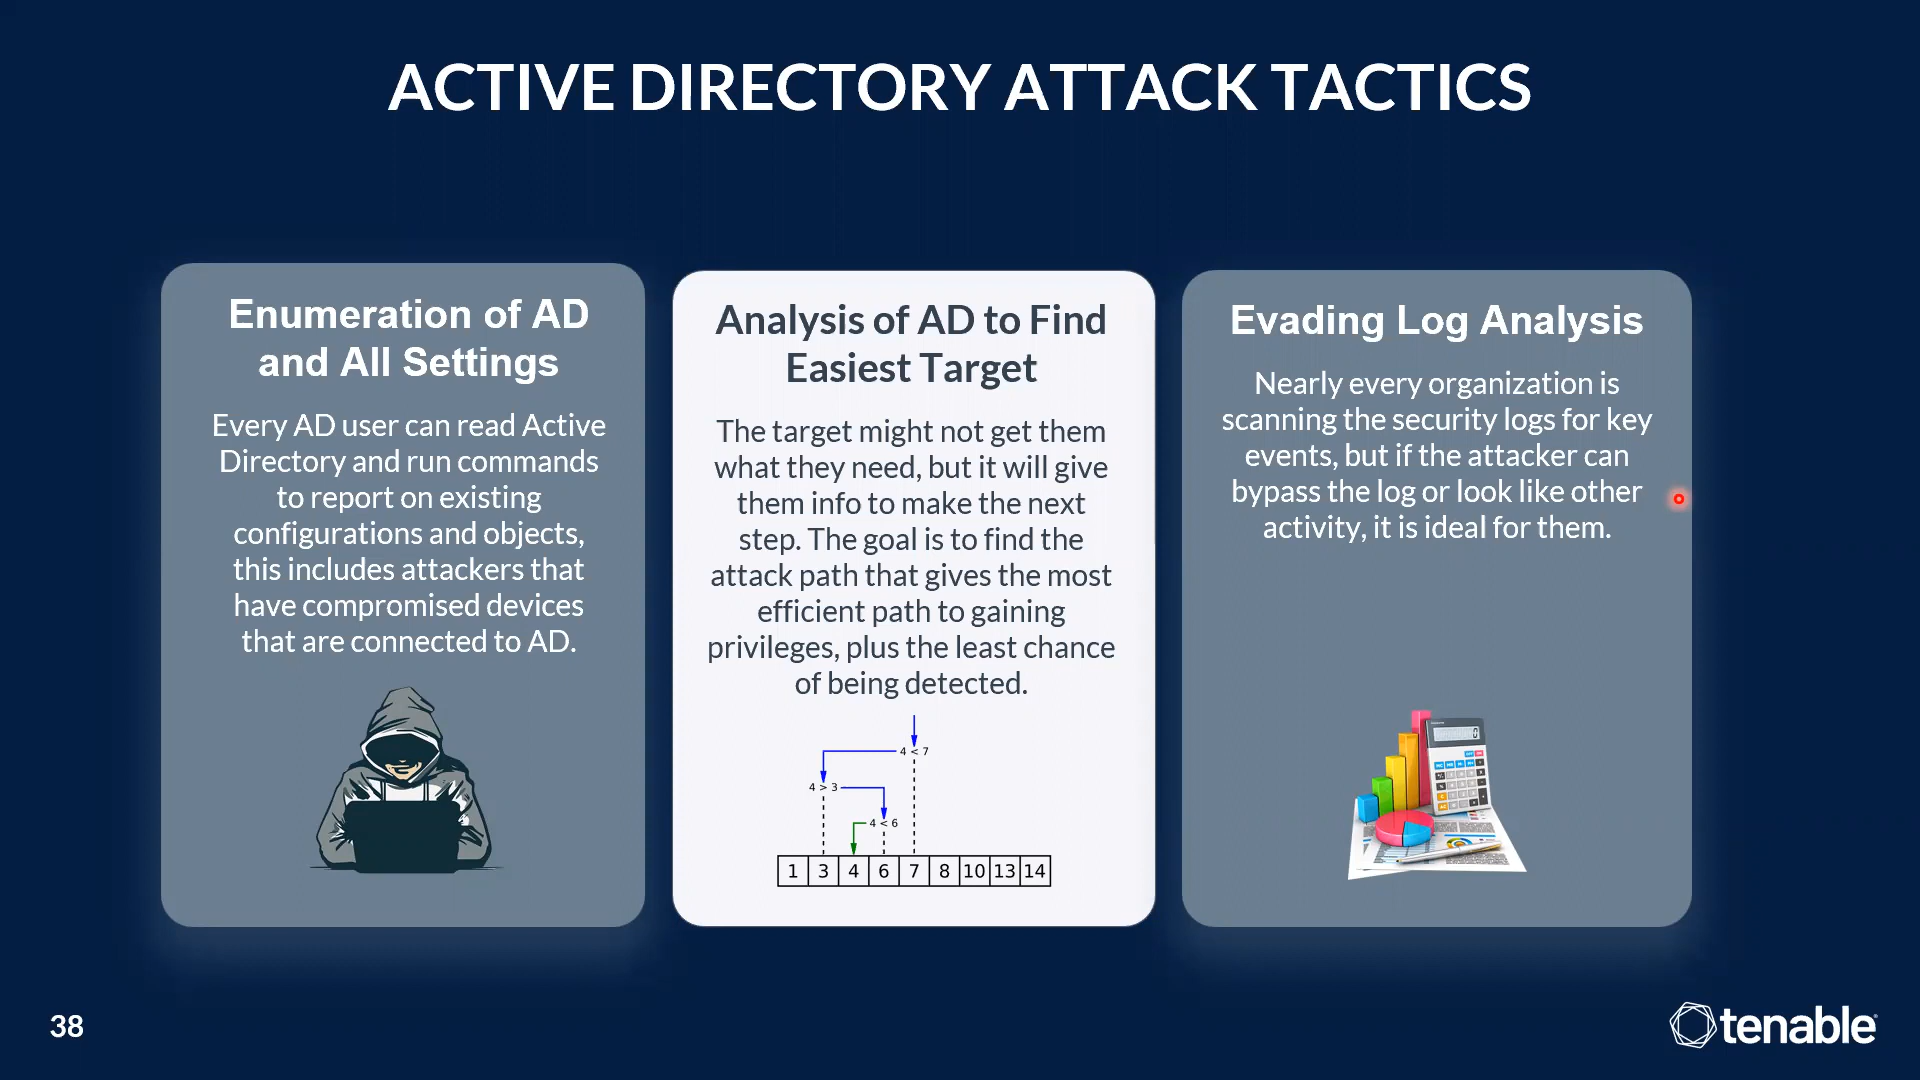 ACTIVE DIRECTORY ATTACK TACTICS
Enumeration of AD
and All Settings
Every AD user can read Active
Directory and run commands
to report on existing
configurations and objects,
this includes attackers that
have compromised devices
that are connected to AD.
Analysis of AD to Find
Easiest Target
The target might not get them
what they need, but it will give
them info to make the next
step. The goal is to find the
attack path that gives the most
efficient path to gaining
privileges, plus the least chance
of being detected.
4 < 7
4 > 3
4 < 6
1 3 4 6 7 8 10 13 14
Evading Log Analysis
Nearly every organization is
scanning the security logs for key
events, but if the attacker can
bypass the log or look like other
activity, it is ideal for them.
38
tenable